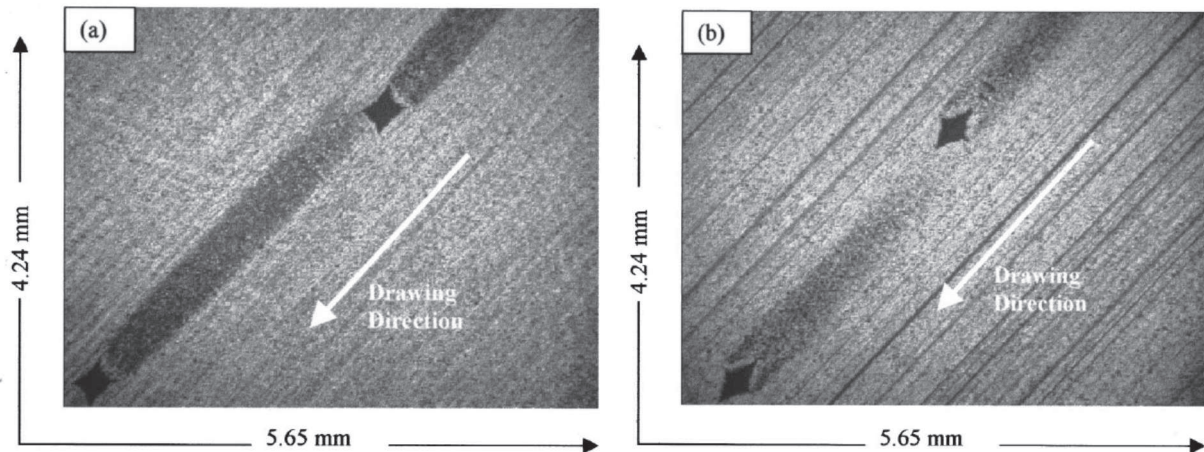 (a)
4.24 mm
Drawing
Direction
5.65 mm
(b)
4.24 mm
Drawing
Direction
5.65 mm